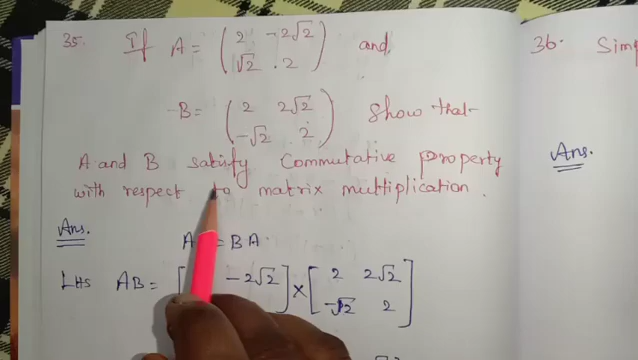 35. If A = ( 2 -2√2 and 36. Sim
√2 2 )
B = ( 2 2√2 Show that
-√2 2 )
A and B satisfy Commutative property Ans.
with respect to matrix multiplication.
Ans.
A = BA
LHS AB = [ -2√2 ] × [ 2 2√2
-√2 2 ]